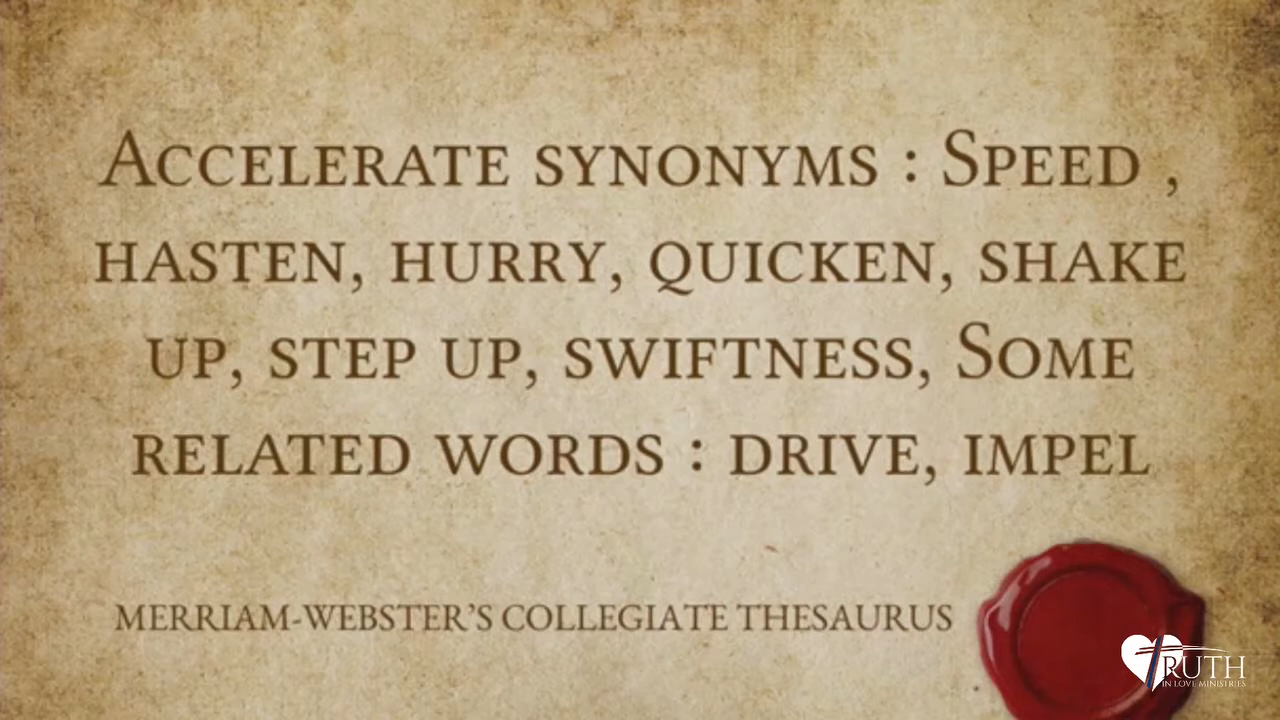 Accelerate synonyms : Speed ,
hasten, hurry, quicken, shake
up, step up, swiftness, Some
related words : drive, impel
MERRIAM-WEBSTER'S COLLEGIATE THESAURUS
TRUTH
IN LOVE MINISTRIES